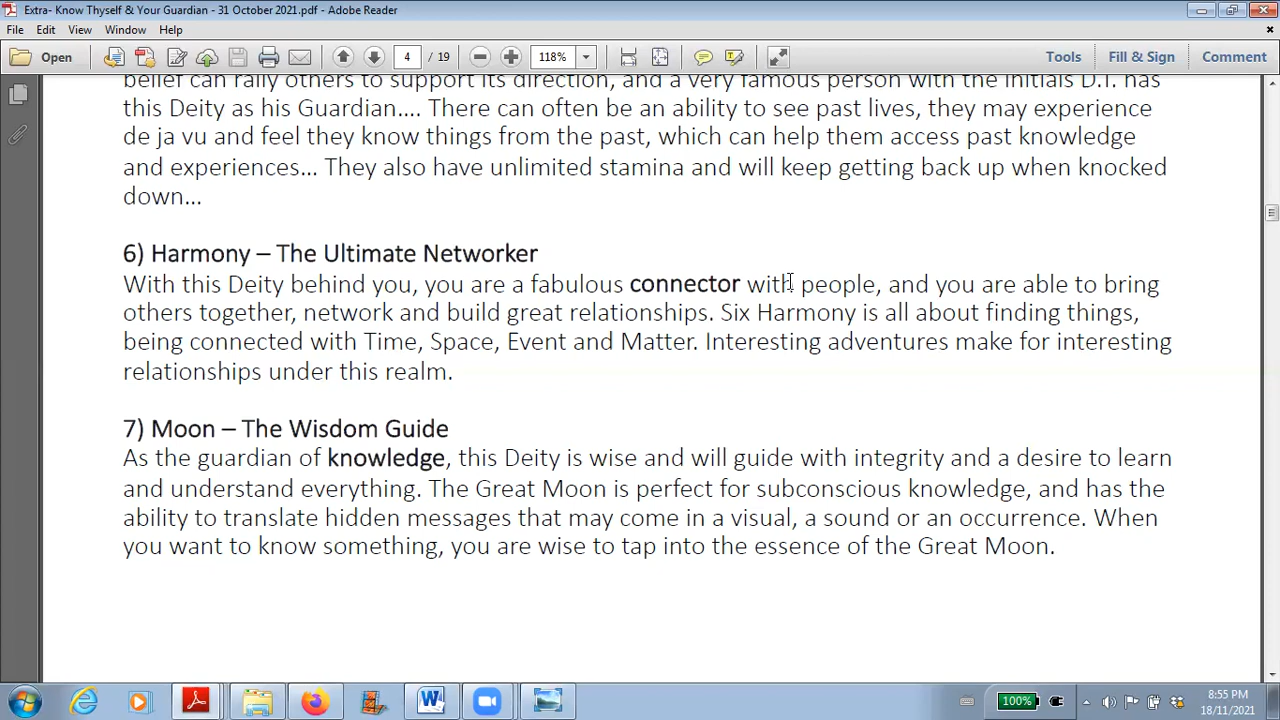 Extra- Know Thyself & Your Guardian - 31 October 2021.pdf - Adobe Reader
File Edit View Window Help
Open 4 / 19 118% Tools Fill & Sign Comment
belief can rally others to support its direction, and a very famous person with the initials D.T. has
this Deity as his Guardian.... There can often be an ability to see past lives, they may experience
de ja vu and feel they know things from the past, which can help them access past knowledge
and experiences... They also have unlimited stamina and will keep getting back up when knocked
down...
6) Harmony – The Ultimate Networker
With this Deity behind you, you are a fabulous connector with people, and you are able to bring
others together, network and build great relationships. Six Harmony is all about finding things,
being connected with Time, Space, Event and Matter. Interesting adventures make for interesting
relationships under this realm.
7) Moon – The Wisdom Guide
As the guardian of knowledge, this Deity is wise and will guide with integrity and a desire to learn
and understand everything. The Great Moon is perfect for subconscious knowledge, and has the
ability to translate hidden messages that may come in a visual, a sound or an occurrence. When
you want to know something, you are wise to tap into the essence of the Great Moon.
100% 8:55 PM
18/11/2021